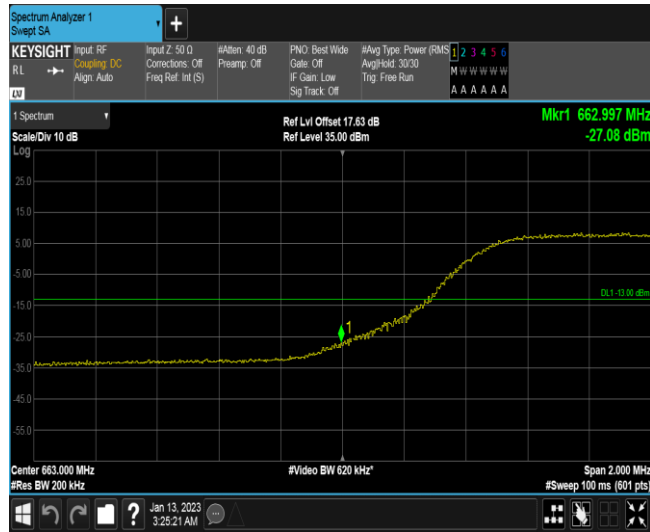 Spectrum Analyzer 1
Swept SA
+
KEYSIGHT
RL
LXI
Input: RF
Coupling: DC
Align: Auto
Input Z: 50 Ω
Corrections: Off
Freq Ref: Int (S)
#Atten: 40 dB
Preamp: Off
PNO: Best Wide
Gate: Off
IF Gain: Low
Sig Track: Off
#Avg Type: Power (RMS
Avg|Hold: 30/30
Trig: Free Run
1 2 3 4 5 6
M W W W W W
A A A A A A
1 Spectrum
Scale/Div 10 dB
Ref Lvl Offset 17.63 dB
Ref Level 35.00 dBm
Mkr1 662.997 MHz
-27.08 dBm
Log
25.0
15.0
5.00
-5.00
-15.0
-25.0
-35.0
-45.0
-55.0
DL1 -13.00 dBm
1
Center 663.000 MHz
#Res BW 200 kHz
#Video BW 620 kHz*
Span 2.000 MHz
#Sweep 100 ms (601 pts)
?
Jan 13, 2023
3:25:21 AM